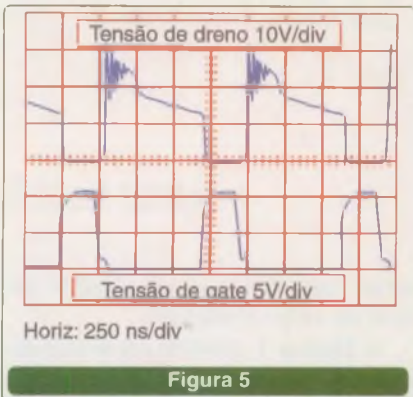 Tensão de dreno 10V/div
Tensão de gate 5V/div
Horiz: 250 ns/div
Figura 5